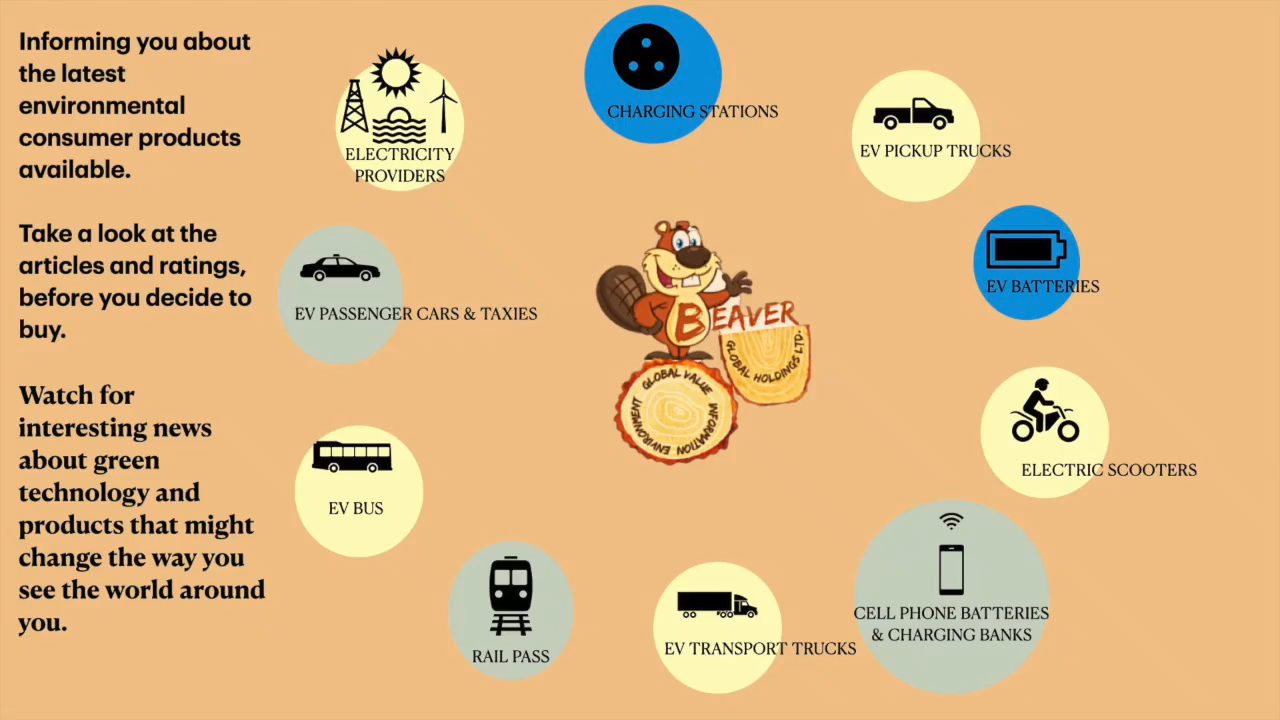 Informing you about
the latest
environmental
consumer products
available.
Take a look at the
articles and ratings,
before you decide to
buy.
Watch for
interesting news
about green
technology and
products that might
change the way you
see the world around
you.
ELECTRICITY
PROVIDERS
CHARGING STATIONS
EV PICKUP TRUCKS
EV PASSENGER CARS & TAXIES
EV BATTERIES
BEAVER
GLOBAL HOLDINGS LTD.
GLOBAL VALUE
INFORMATION
ENVIRONMENT
ELECTRIC SCOOTERS
EV BUS
RAIL PASS
EV TRANSPORT TRUCKS
CELL PHONE BATTERIES
& CHARGING BANKS